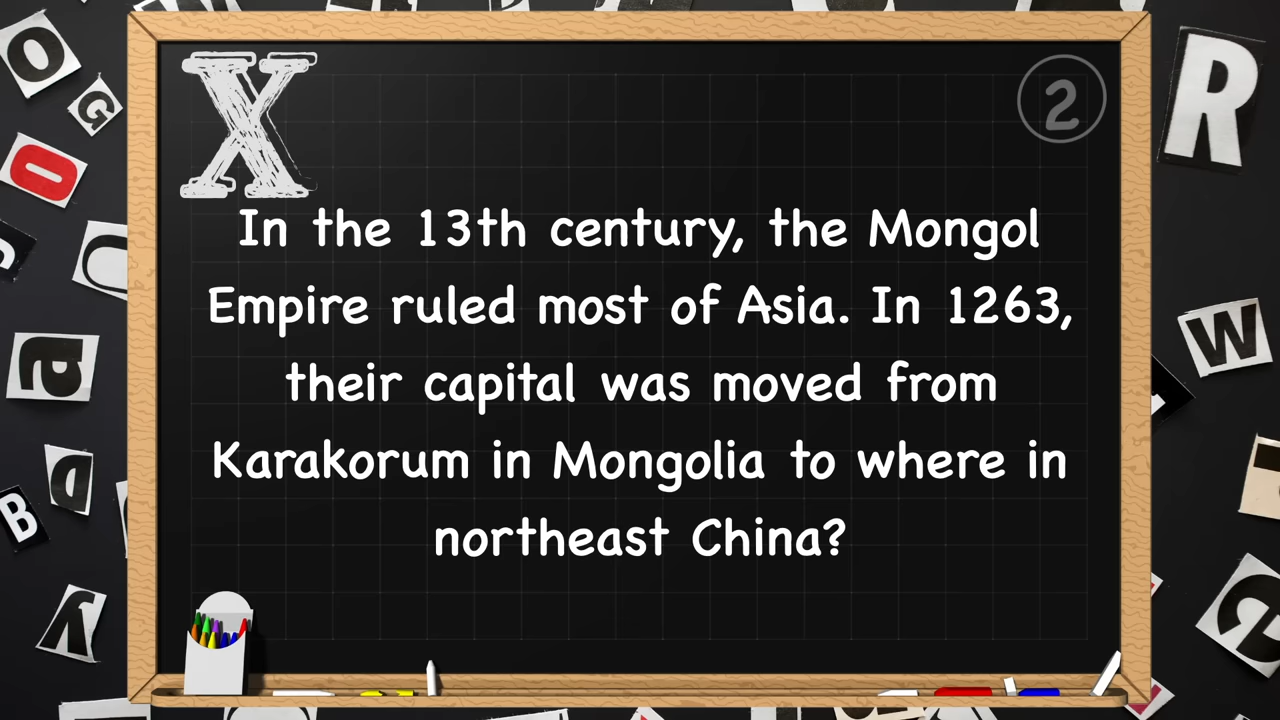 X
2
In the 13th century, the Mongol
Empire ruled most of Asia. In 1263,
their capital was moved from
Karakorum in Mongolia to where in
northeast China?
O
G
O
a
D
B
R
W